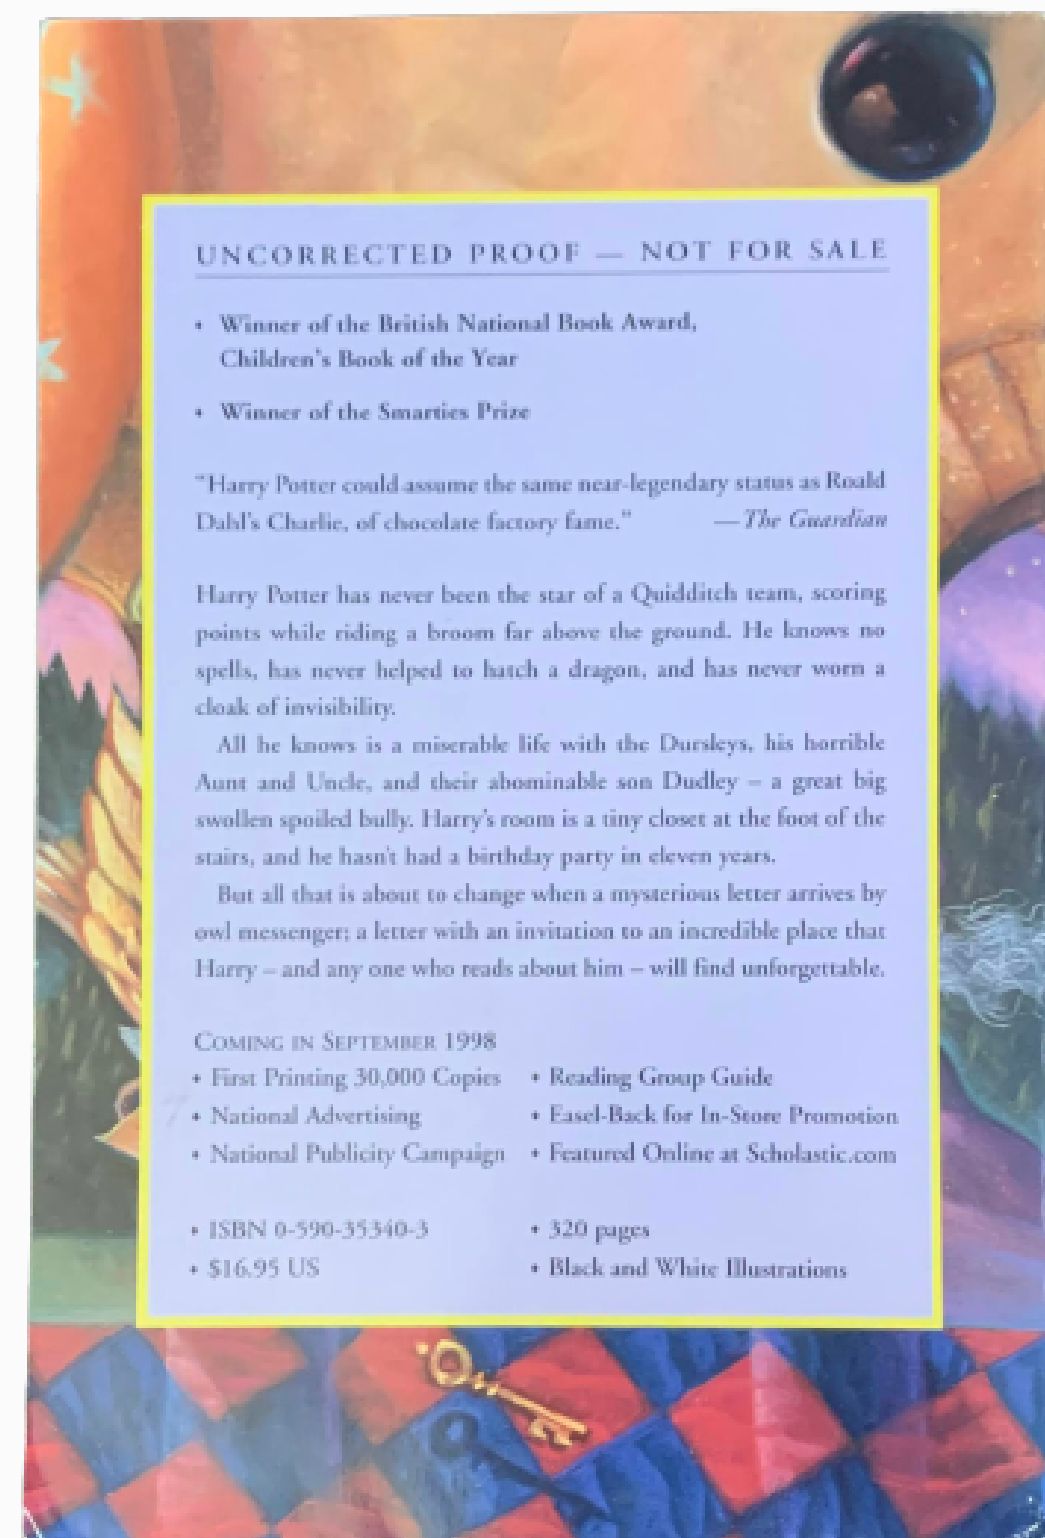 UNCORRECTED PROOF — NOT FOR SALE
• Winner of the British National Book Award,
Children's Book of the Year
• Winner of the Smarties Prize
"Harry Potter could assume the same near-legendary status as Roald
Dahl's Charlie, of chocolate factory fame." —The Guardian
Harry Potter has never been the star of a Quidditch team, scoring
points while riding a broom far above the ground. He knows no
spells, has never helped to hatch a dragon, and has never worn a
cloak of invisibility.
All he knows is a miserable life with the Dursleys, his horrible
Aunt and Uncle, and their abominable son Dudley – a great big
swollen spoiled bully. Harry's room is a tiny closet at the foot of the
stairs, and he hasn't had a birthday party in eleven years.
But all that is about to change when a mysterious letter arrives by
owl messenger: a letter with an invitation to an incredible place that
Harry – and any one who reads about him – will find unforgettable.
COMING IN SEPTEMBER 1998
• First Printing 30,000 Copies
• National Advertising
• National Publicity Campaign
• Reading Group Guide
• Easel-Back for In-Store Promotion
• Featured Online at Scholastic.com
• ISBN 0-590-35340-3
• $16.95 US
• 320 pages
• Black and White Illustrations